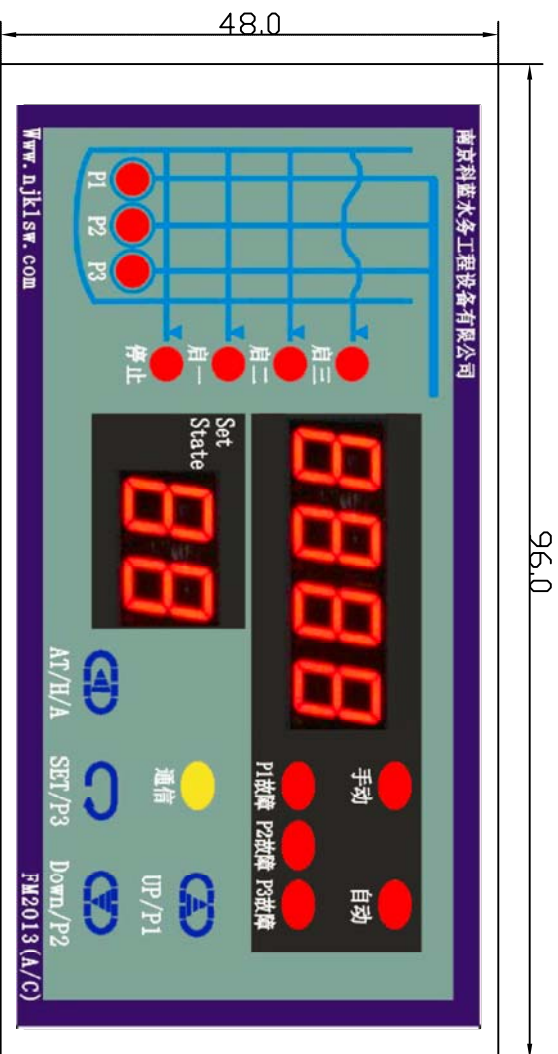 48.0
96.0
南京科蓝水务工程设备有限公司
P1
P2
P3
启三
启二
启一
停止
8888
Set
State
88
手动
自动
P1故障
P2故障
P3故障
通信
UP/P1
AT/H/A
SET/P3
Down/P2
Www.njklsw.com
FM2013(A/C)